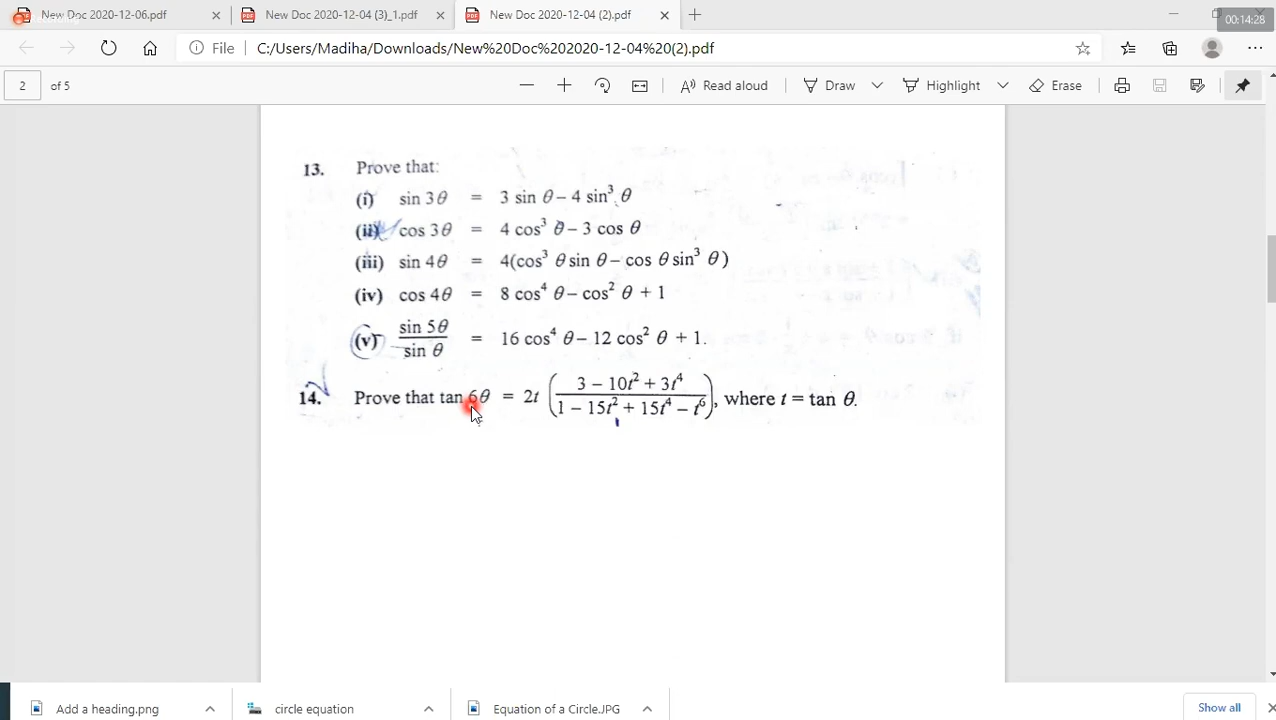 New Doc 2020-12-06.pdf
New Doc 2020-12-04 (3)_1.pdf
New Doc 2020-12-04 (2).pdf
00:14:28
File
C:/Users/Madiha/Downloads/New%20Doc%202020-12-04%20(2).pdf
2 of 5
Read aloud
Draw
Highlight
Erase
13. Prove that:
(i) sin 3θ = 3 sin θ – 4 sin³ θ
(ii) cos 3θ = 4 cos³ θ – 3 cos θ
(iii) sin 4θ = 4(cos³ θ sin θ – cos θ sin³ θ)
(iv) cos 4θ = 8 cos⁴ θ – cos² θ + 1
(v) sin 5θ / sin θ = 16 cos⁴ θ – 12 cos² θ + 1.
14. Prove that tan 6θ = 2t ( 3 – 10t² + 3t⁴ / 1 – 15t² + 15t⁴ – t⁶ ), where t = tan θ.
Add a heading.png
circle equation
Equation of a Circle.JPG
Show all